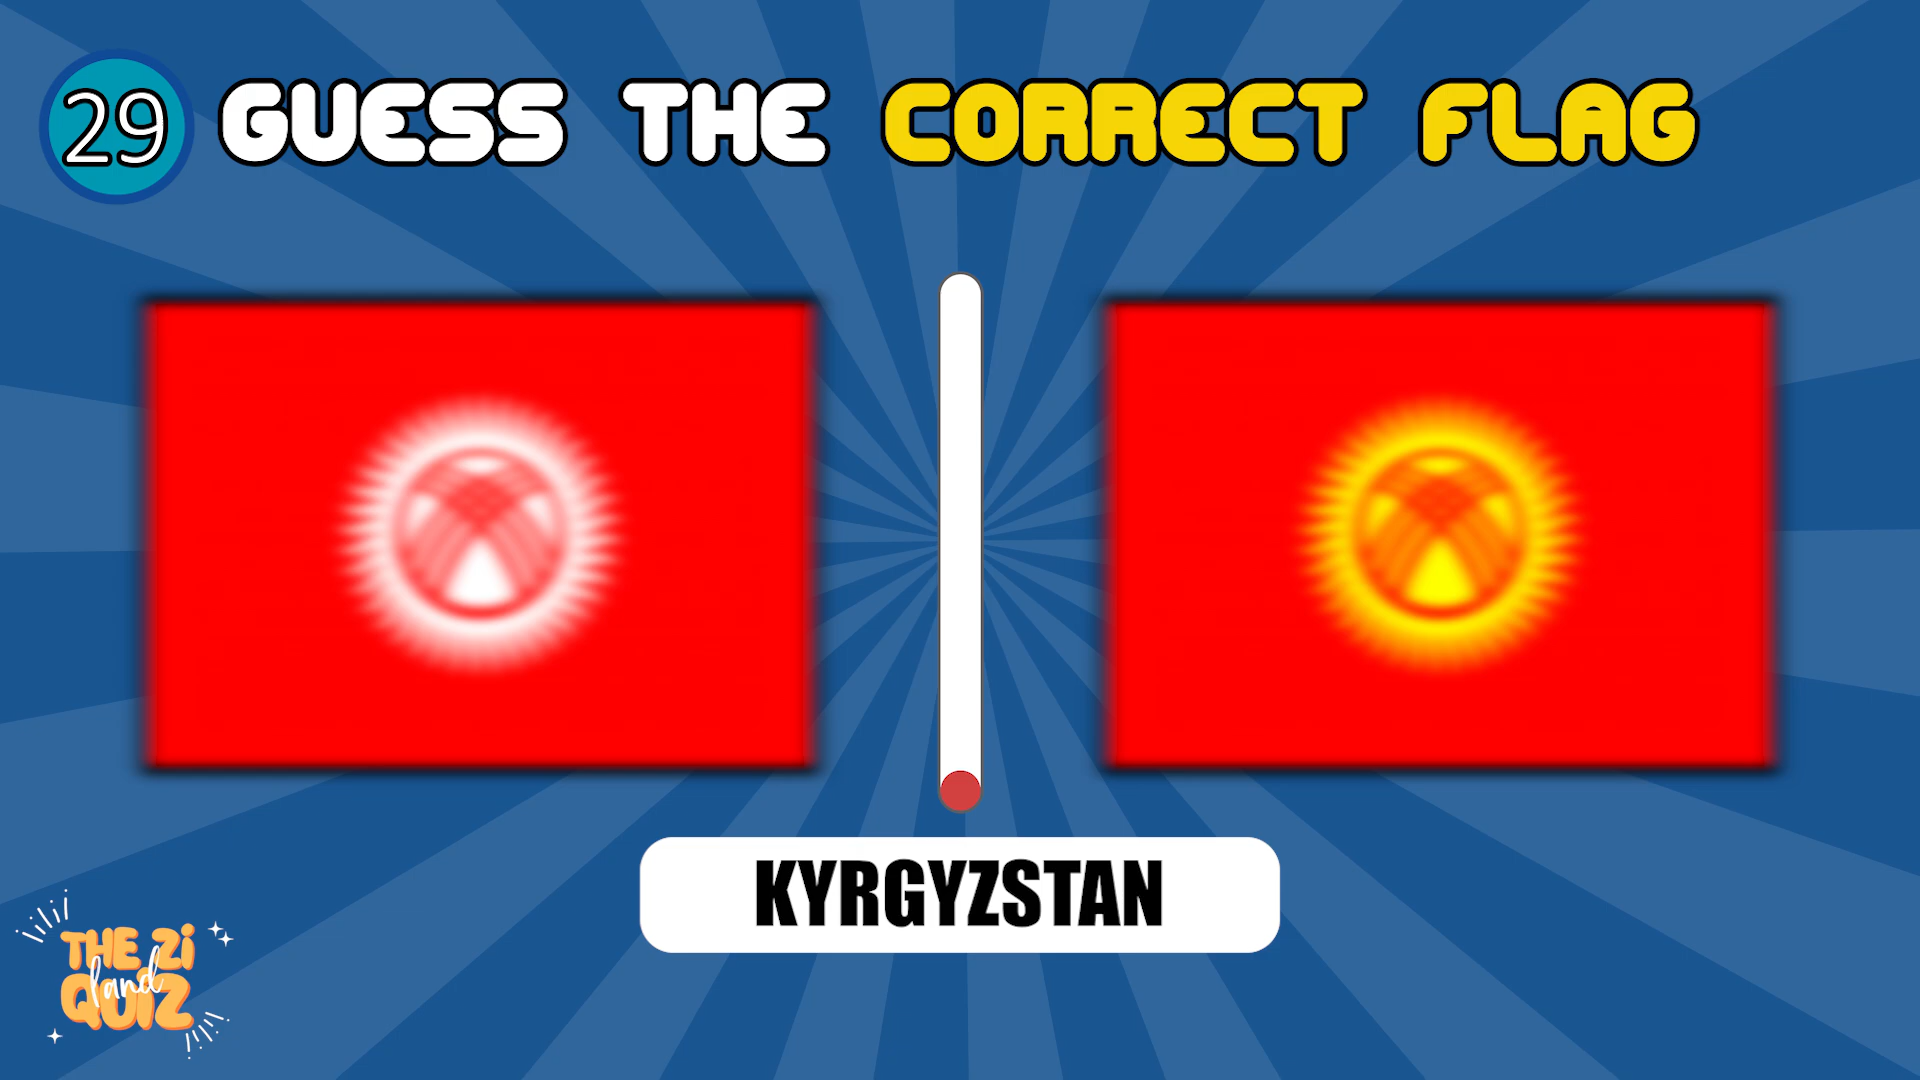 29
GUESS THE CORRECT FLAG
KYRGYZSTAN
THE Zi
land
QUIZ